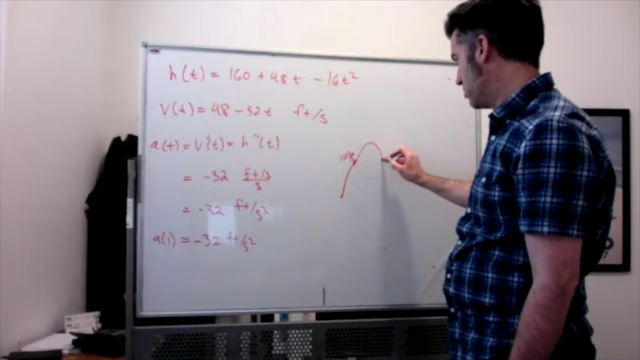 h(t) = 160 + 48t - 16t²
v(t) = 48 - 32t ft/s
a(t) = v'(t) = h''(t)
= -32 ft/s/s
= -32 ft/s²
a(1) = -32 ft/s²